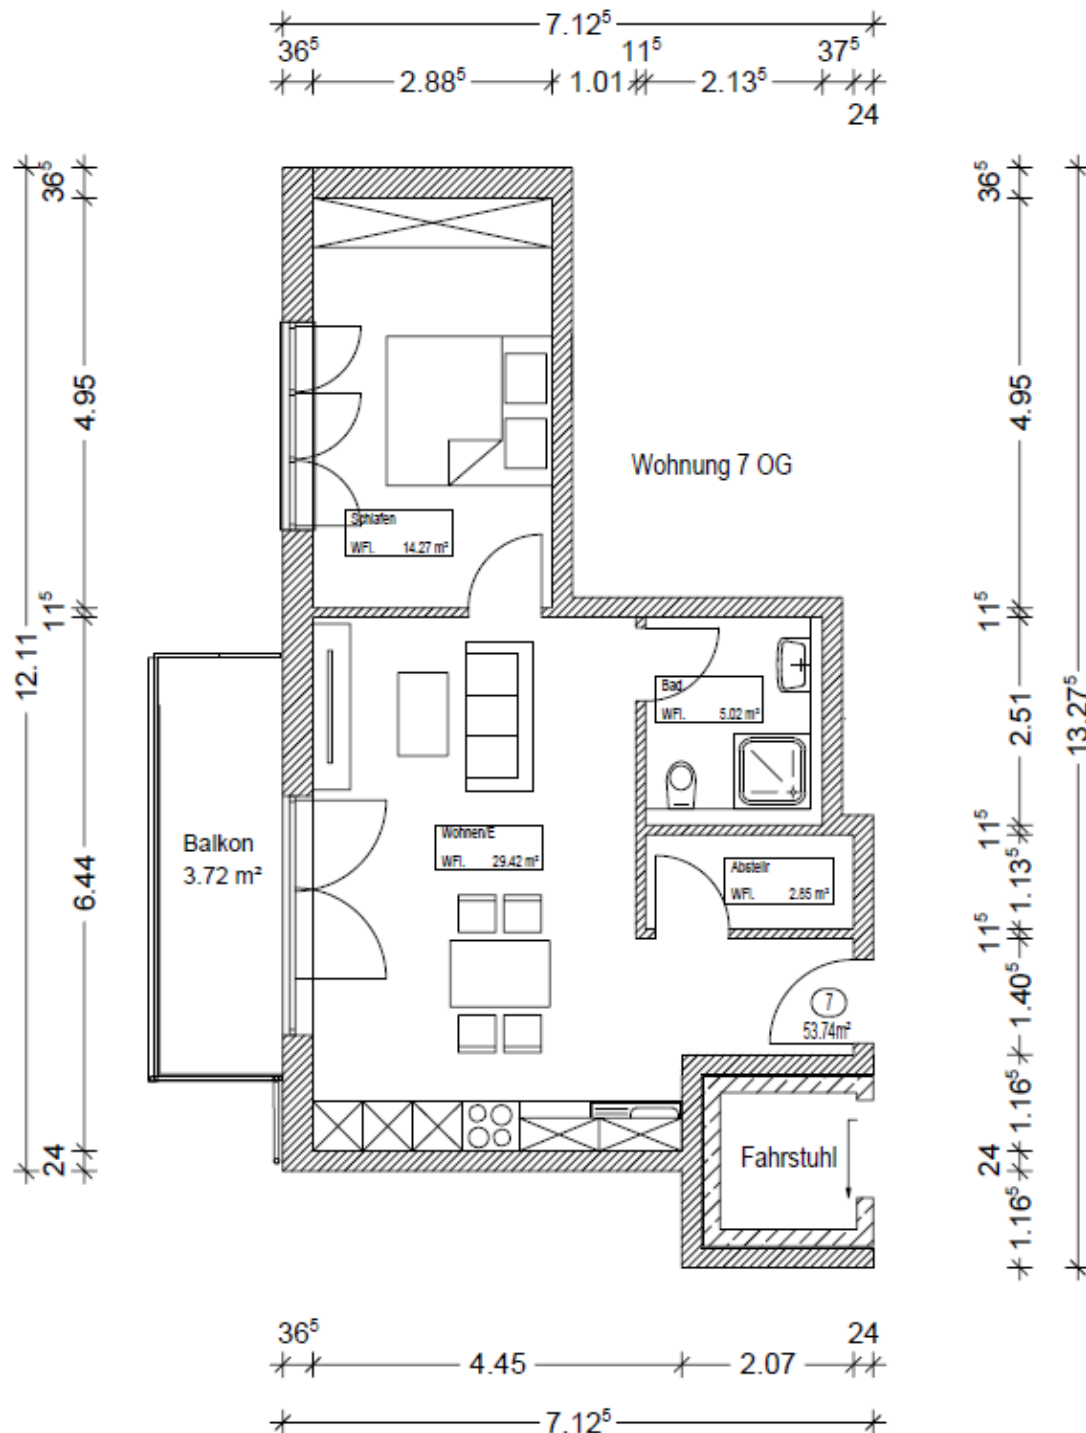 7.12⁵
36⁵ 11⁵ 37⁵
2.88⁵ 1.01 2.13⁵
24
36⁵
4.95
11⁵
12.11
6.44
24
36⁵
4.95
11⁵
2.51
13.27⁵
11⁵
1.13⁵
11⁵
1.40⁵
1.16⁵
24
1.16⁵
Wohnung 7 OG
Schlafen
WFl. 14.27 m²
Bad
WFl. 5.02 m²
Wohnen/E
WFl. 29.42 m²
Abstellr
WFl. 2.85 m²
Balkon
3.72 m²
7
53.74m²
Fahrstuhl
36⁵ 24
4.45 2.07
7.12⁵